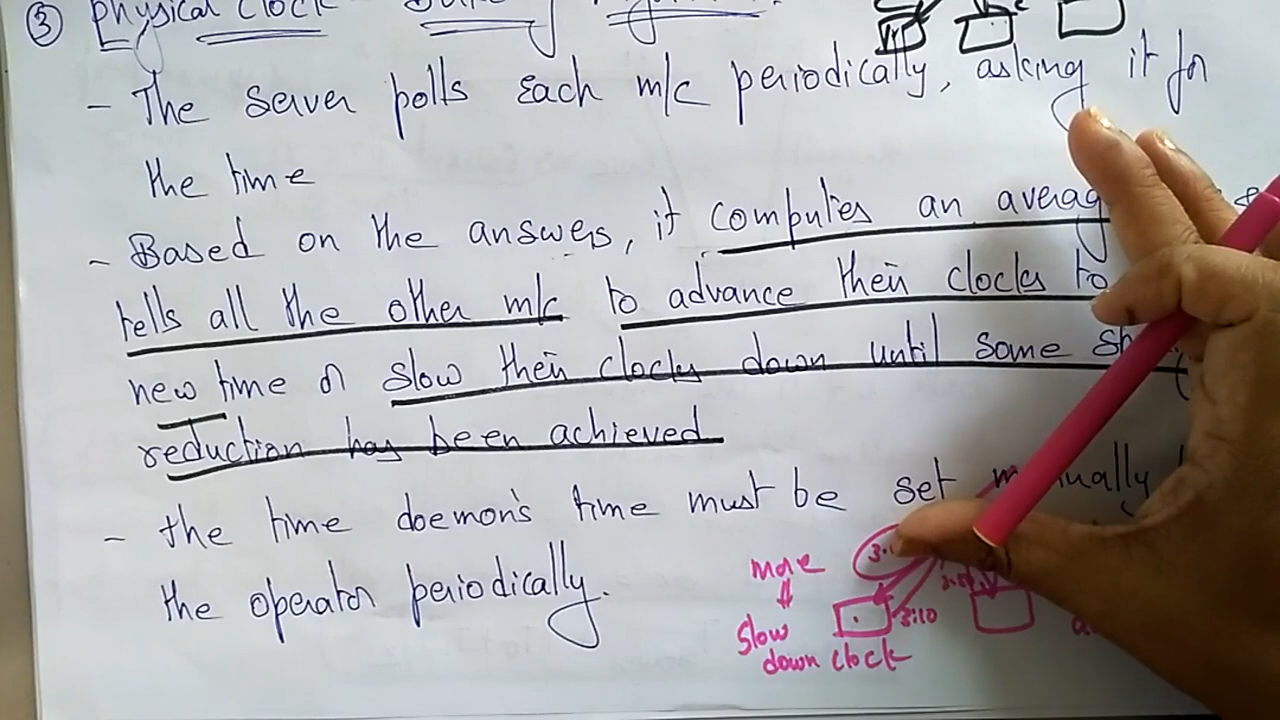 ③ Physical Clock
- The server polls each m/c periodically, asking it for
the time
- Based on the answers, it computes an averag
tells all the other m/c to advance their clocks to
new time or slow their clocks down until some
reduction has been achieved
- the time doemon's time must be set manually
the operator periodically.
more
⇓
slow
down clock
3:10